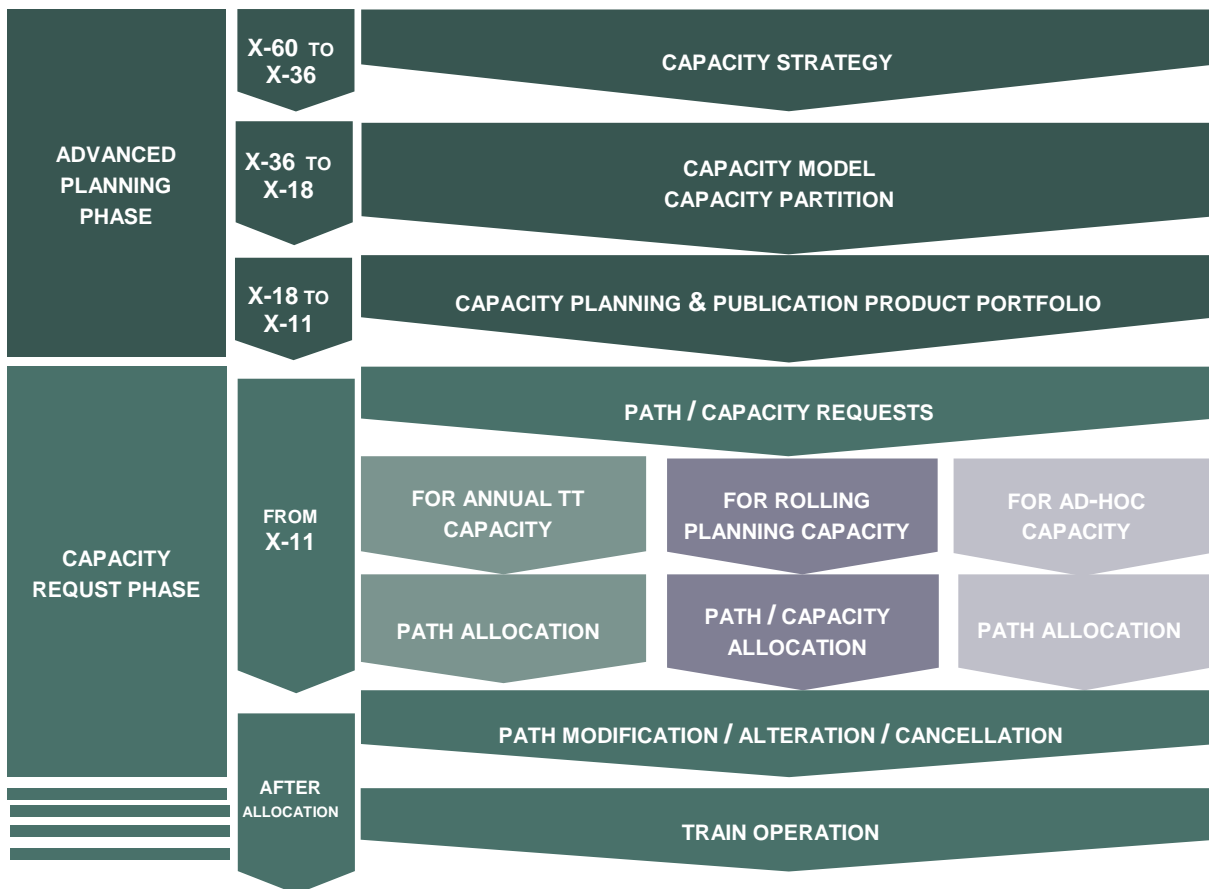 ADVANCED
PLANNING
PHASE
X-60 TO
X-36
CAPACITY STRATEGY
X-36 TO
X-18
CAPACITY MODEL
CAPACITY PARTITION
X-18 TO
X-11
CAPACITY PLANNING & PUBLICATION PRODUCT PORTFOLIO
CAPACITY
REQUST PHASE
FROM
X-11
PATH / CAPACITY REQUESTS
FOR ANNUAL TT
CAPACITY
FOR ROLLING
PLANNING CAPACITY
FOR AD-HOC
CAPACITY
PATH ALLOCATION
PATH / CAPACITY
ALLOCATION
PATH ALLOCATION
AFTER
ALLOCATION
PATH MODIFICATION / ALTERATION / CANCELLATION
TRAIN OPERATION